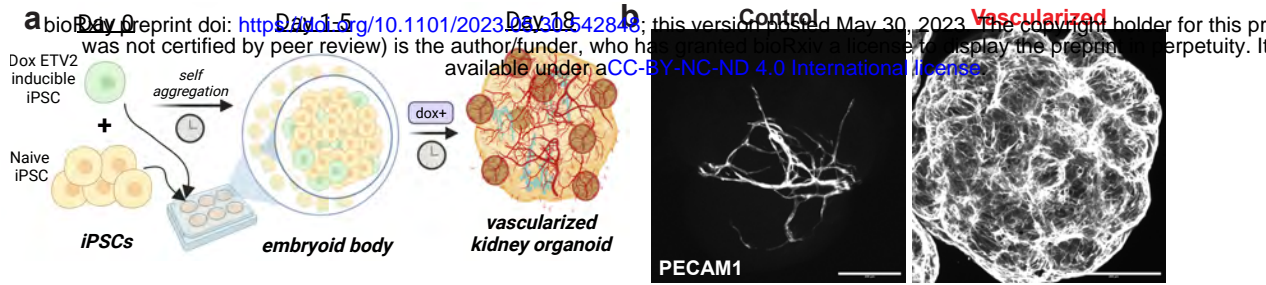 a
Day 0
Day 1-5
Day 18
b
Control
Vascularized
bioRxiv preprint doi: https://doi.org/10.1101/2023.05.30.542848; this version posted May 30, 2023. The copyright holder for this pr
was not certified by peer review) is the author/funder, who has granted bioRxiv a license to display the preprint in perpetuity. It
available under aCC-BY-NC-ND 4.0 International license.
Dox ETV2
inducible
iPSC
+
Naive
iPSC
self
aggregation
dox+
iPSCs
embryoid body
vascularized
kidney organoid
PECAM1